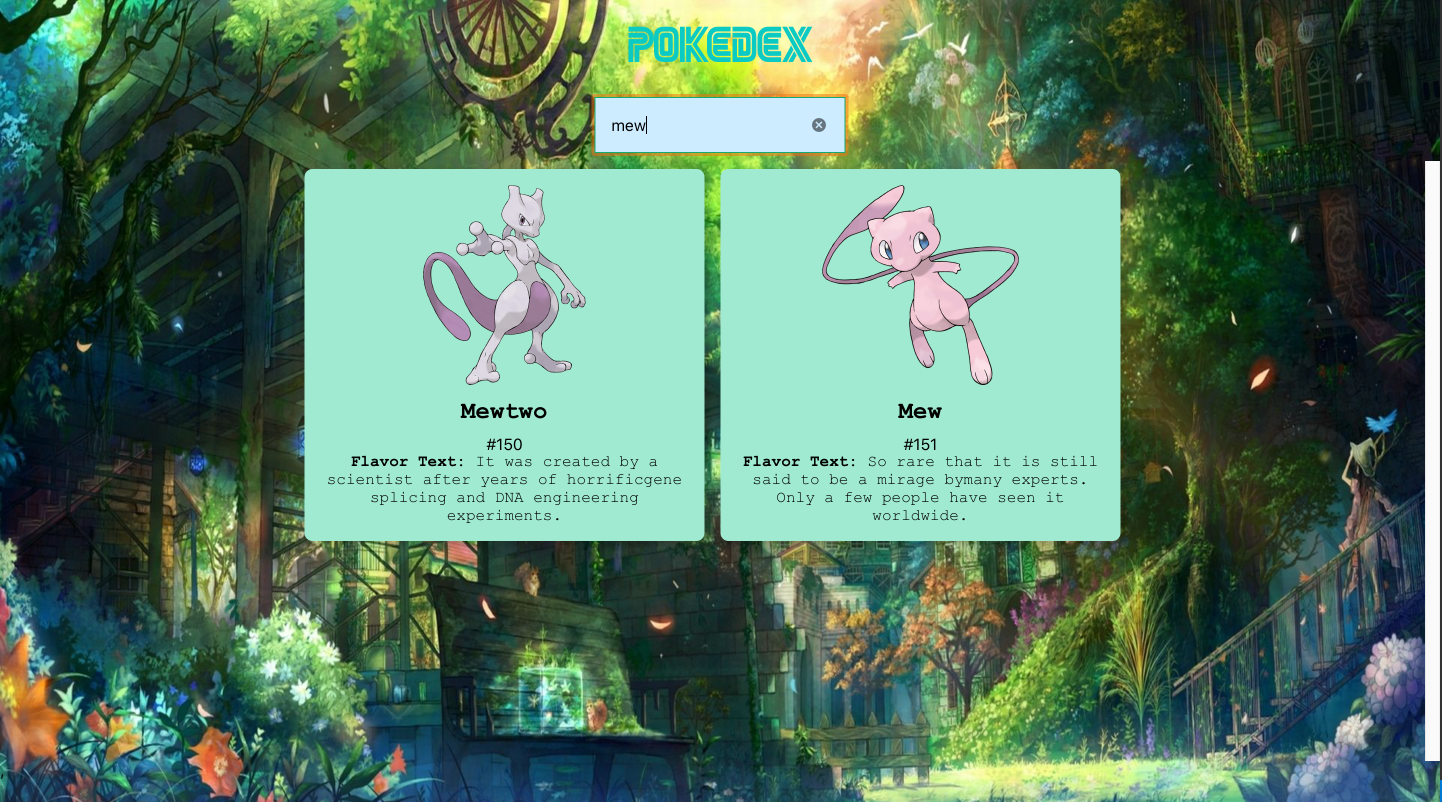 POKEDEX
mew
Mewtwo
#150
Flavor Text: It was created by a
scientist after years of horrificgene
splicing and DNA engineering
experiments.
Mew
#151
Flavor Text: So rare that it is still
said to be a mirage bymany experts.
Only a few people have seen it
worldwide.